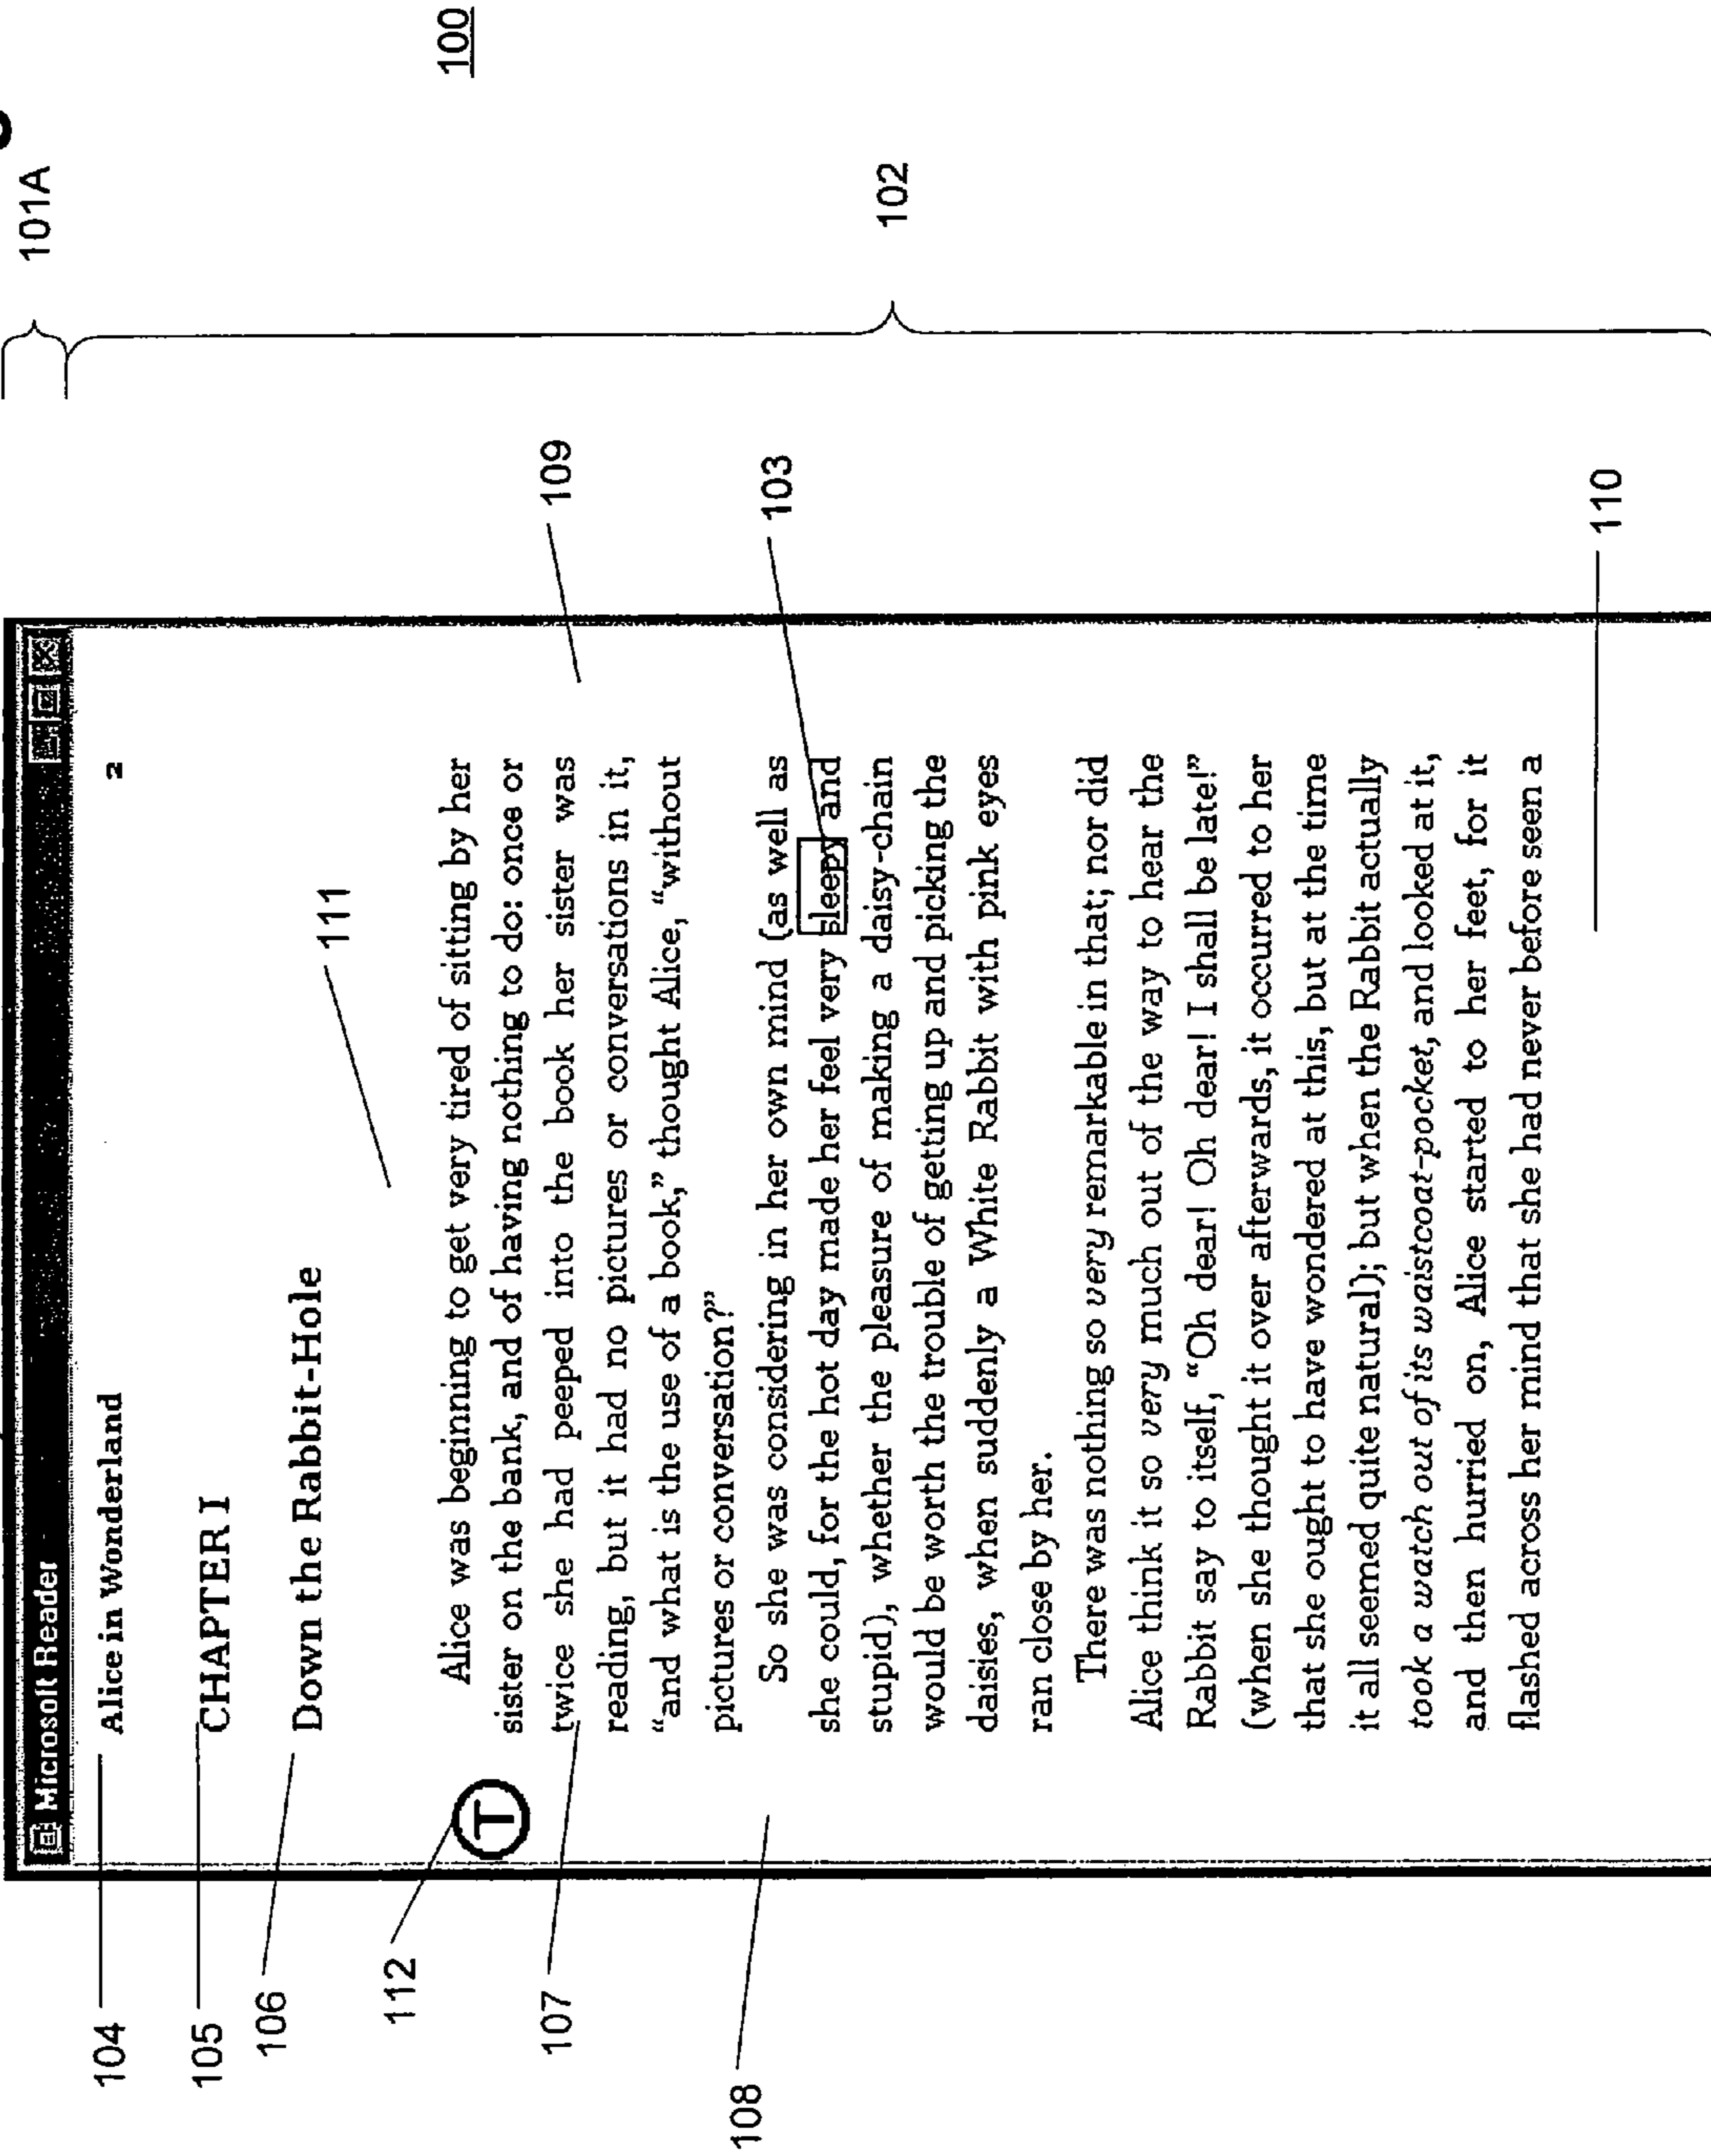 100
101A
102
Microsoft Reader
104
Alice in Wonderland
2
105
CHAPTER I
106
Down the Rabbit-Hole
111
112
T
Alice was beginning to get very tired of sitting by her
sister on the bank, and of having nothing to do: once or
twice she had peeped into the book her sister was
reading, but it had no pictures or conversations in it,
“and what is the use of a book,” thought Alice, “without
pictures or conversation?”
107
109
So she was considering in her own mind (as well as
she could, for the hot day made her feel very sleepy and
stupid), whether the pleasure of making a daisy-chain
would be worth the trouble of getting up and picking the
daisies, when suddenly a White Rabbit with pink eyes
ran close by her.
108
103
There was nothing so very remarkable in that; nor did
Alice think it so very much out of the way to hear the
Rabbit say to itself, “Oh dear! Oh dear! I shall be late!”
(when she thought it over afterwards, it occurred to her
that she ought to have wondered at this, but at the time
it all seemed quite natural); but when the Rabbit actually
took a watch out of its waistcoat-pocket, and looked at it,
and then hurried on, Alice started to her feet, for it
flashed across her mind that she had never before seen a
110